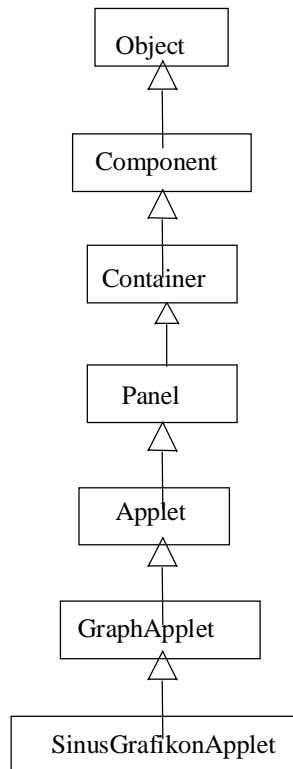 Object
Component
Container
Panel
Applet
GraphApplet
SinusGrafikonApplet